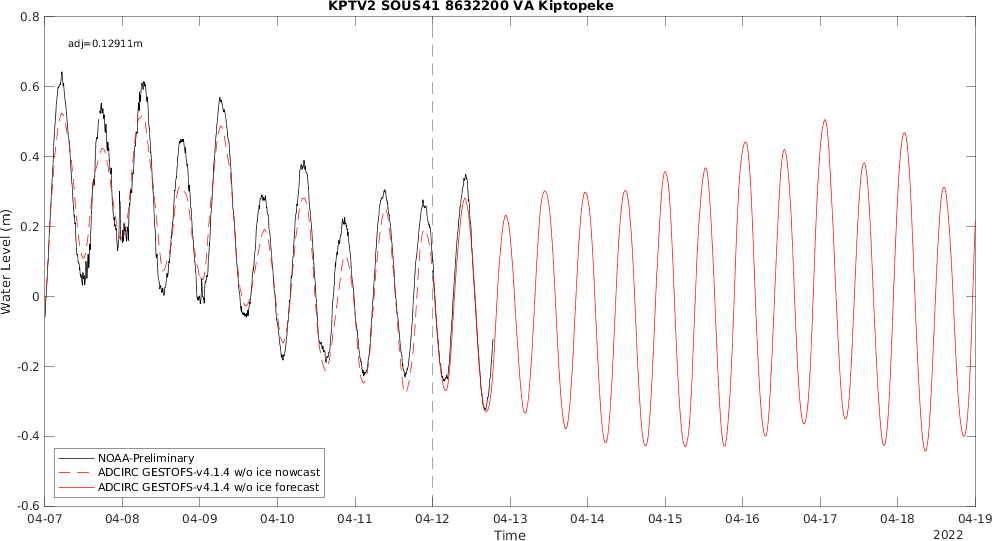 KPTV2 SOUS41 8632200 VA Kiptopeke
adj=0.12911m
0.8
0.6
0.4
0.2
0
-0.2
-0.4
-0.6
Water Level (m)
NOAA-Preliminary
ADCIRC GESTOFS-v4.1.4 w/o ice nowcast
ADCIRC GESTOFS-v4.1.4 w/o ice forecast
04-07 04-08 04-09 04-10 04-11 04-12 04-13 04-14 04-15 04-16 04-17 04-18 04-19
Time
2022